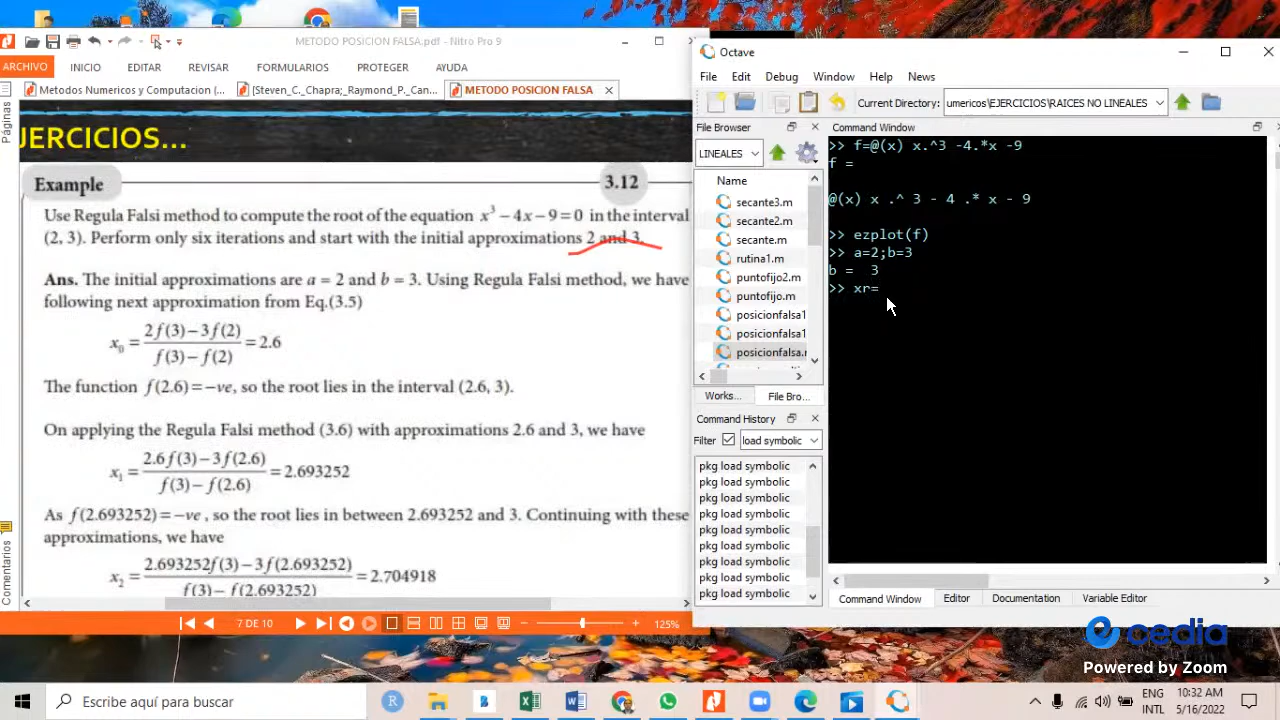 METODO POSICION FALSA.pdf - Nitro Pro 9
ARCHIVO INICIO EDITAR REVISAR FORMULARIOS PROTEGER AYUDA
Metodos Numericos y Computacion (... [Steven_C._Chapra;_Raymond_P._Can... METODO POSICION FALSA
Páginas
JERCICIOS...
Example 3.12
Use Regula Falsi method to compute the root of the equation x³ − 4x − 9 = 0 in the interval
(2, 3). Perform only six iterations and start with the initial approximations 2 and 3.
Ans. The initial approximations are a = 2 and b = 3. Using Regula Falsi method, we have
following next approximation from Eq.(3.5)
x₀ = (2f(3) − 3f(2)) / (f(3) − f(2)) = 2.6
The function f(2.6) = −ve, so the root lies in the interval (2.6, 3).
On applying the Regula Falsi method (3.6) with approximations 2.6 and 3, we have
x₁ = (2.6f(3) − 3f(2.6)) / (f(3) − f(2.6)) = 2.693252
As f(2.693252) = −ve, so the root lies in between 2.693252 and 3. Continuing with these
approximations, we have
x₂ = (2.693252f(3) − 3f(2.693252)) / (f(3) − f(2.693252)) = 2.704918
Comentarios
7 DE 10
125%
Octave
File Edit Debug Window Help News
Current Directory: umericos\EJERCICIOS\RAICES NO LINEALES
File Browser
LINEALES
Name
secante3.m
secante2.m
secante.m
rutina1.m
puntofijo2.m
puntofijo.m
posicionfalsa1
posicionfalsa1
posicionfalsa.
Works... File Bro...
Command History
Filter load symbolic
pkg load symbolic
pkg load symbolic
pkg load symbolic
pkg load symbolic
pkg load symbolic
pkg load symbolic
pkg load symbolic
pkg load symbolic
pkg load symbolic
Command Window
>> f=@(x) x.^3 -4.*x -9
f =
@(x) x .^ 3 - 4 .* x - 9
>> ezplot(f)
>> a=2;b=3
b = 3
>> xr=
Command Window Editor Documentation Variable Editor
cedia
Powered by Zoom
Escribe aquí para buscar
ENG
INTL
10:32 AM
5/16/2022